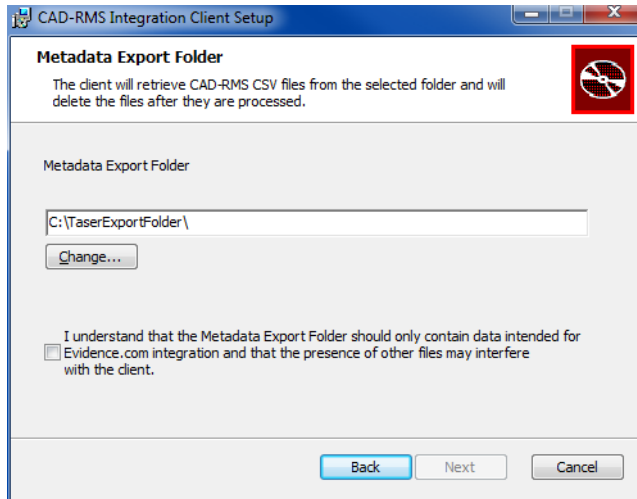 CAD-RMS Integration Client Setup
Metadata Export Folder
The client will retrieve CAD-RMS CSV files from the selected folder and will
delete the files after they are processed.
Metadata Export Folder
C:\TaserExportFolder\
Change...
I understand that the Metadata Export Folder should only contain data intended for
Evidence.com integration and that the presence of other files may interfere
with the client.
Back Next Cancel